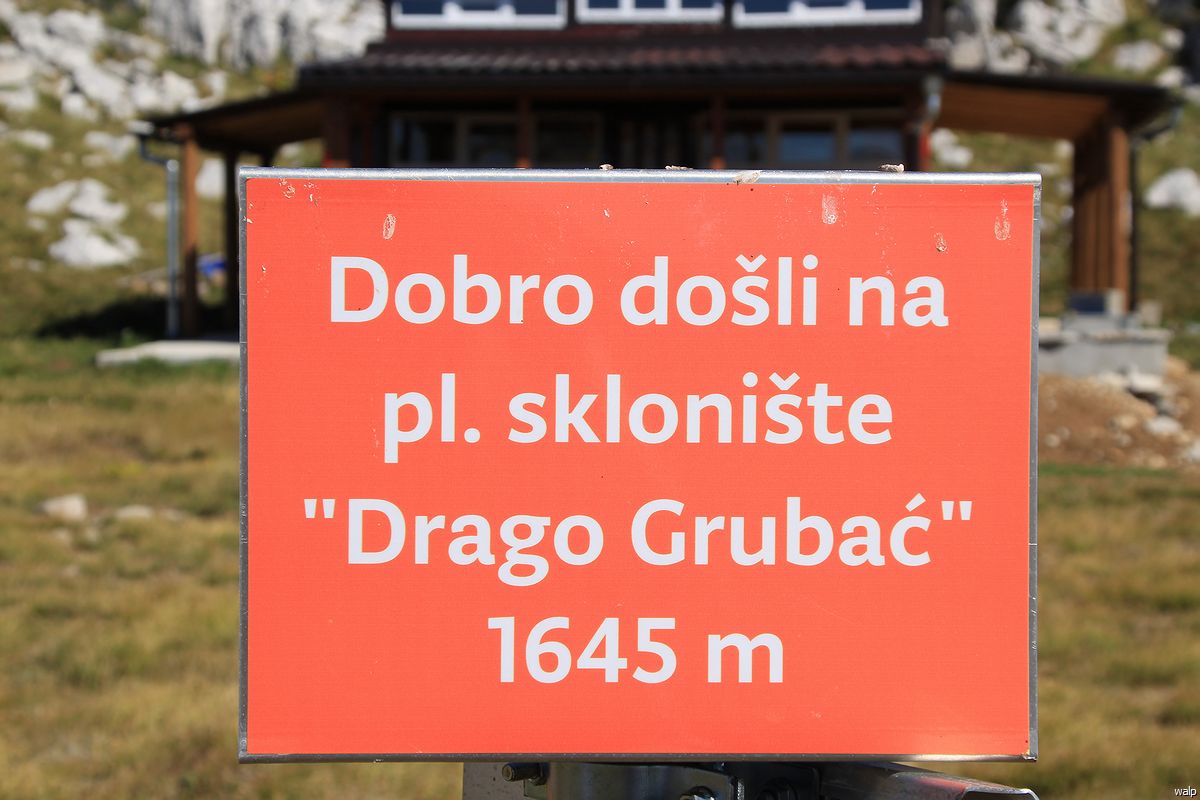 Dobro došli na
pl. sklonište
"Drago Grubać"
1645 m
walp